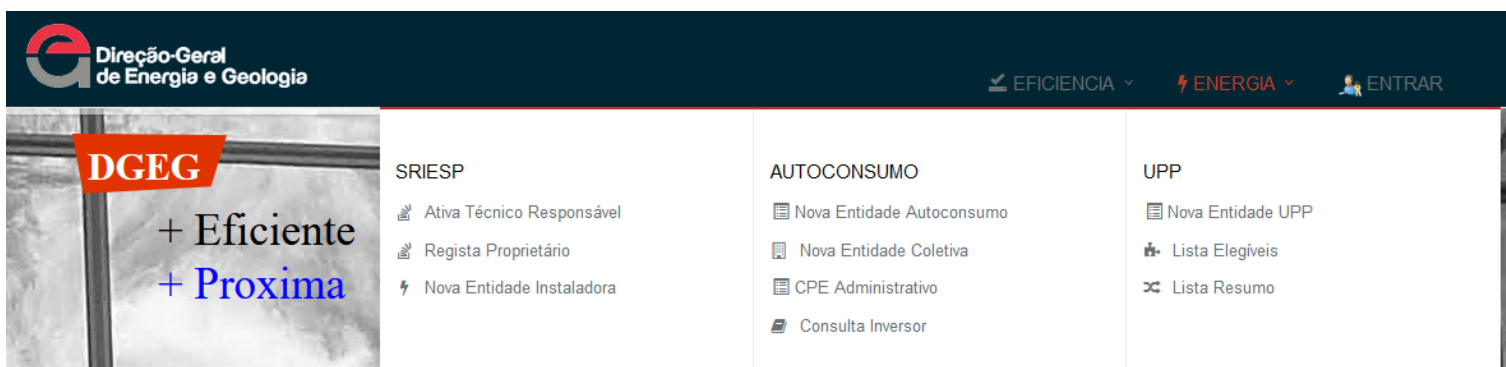 Direção-Geral
de Energia e Geologia
EFICIENCIA
ENERGIA
ENTRAR
DGEG
+ Eficiente
+ Proxima
SRIESP
Ativa Técnico Responsável
Regista Proprietário
Nova Entidade Instaladora
AUTOCONSUMO
Nova Entidade Autoconsumo
Nova Entidade Coletiva
CPE Administrativo
Consulta Inversor
UPP
Nova Entidade UPP
Lista Elegíveis
Lista Resumo